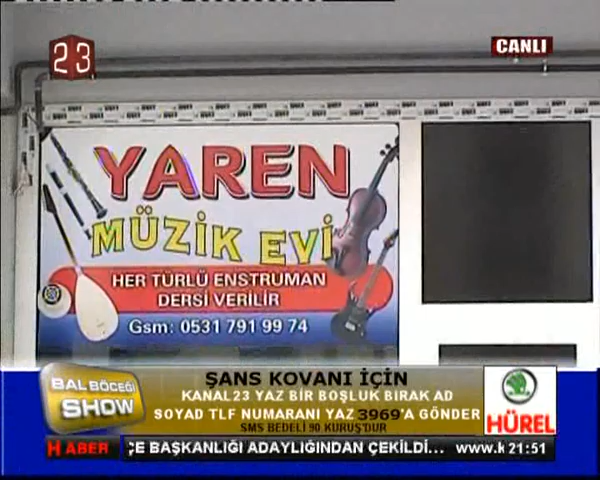 23
CANLI
YAREN
MÜZİK EVİ
HER TÜRLÜ ENSTRUMAN
DERSİ VERİLİR
Gsm: 0531 791 99 74
BAL BÖCEĞİ
SHOW
ŞANS KOVANI İÇİN
KANAL23 YAZ BİR BOŞLUK BIRAK AD
SOYAD TLF NUMARANI YAZ 3969'A GÖNDER
SMS BEDELİ 90 KURUŞ'DUR
HÜREL
HABER ÇE BAŞKANLIĞI ADAYLIĞINDAN ÇEKİLDİ... www.k 21:51